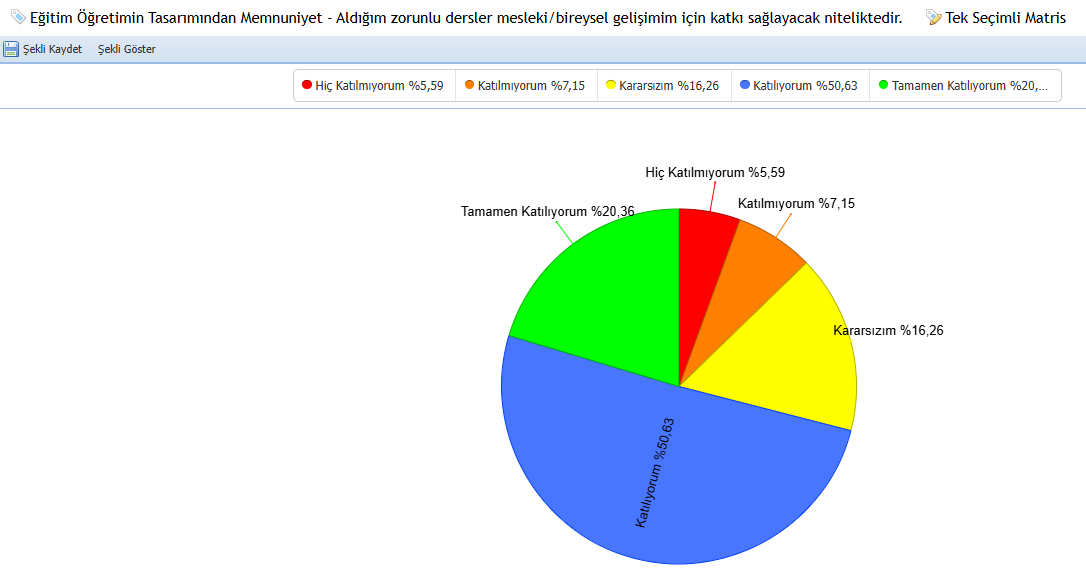 Eğitim Öğretimin Tasarımından Memnuniyet - Aldığım zorunlu dersler mesleki/bireysel gelişimim için katkı sağlayacak niteliktedir. Tek Seçimli Matris
Şekli Kaydet Şekli Göster
Hiç Katılmıyorum %5,59 Katılmıyorum %7,15 Kararsızım %16,26 Katılıyorum %50,63 Tamamen Katılıyorum %20,...
Hiç Katılmıyorum %5,59
Katılmıyorum %7,15
Tamamen Katılıyorum %20,36
Kararsızım %16,26
Katılıyorum %50,63